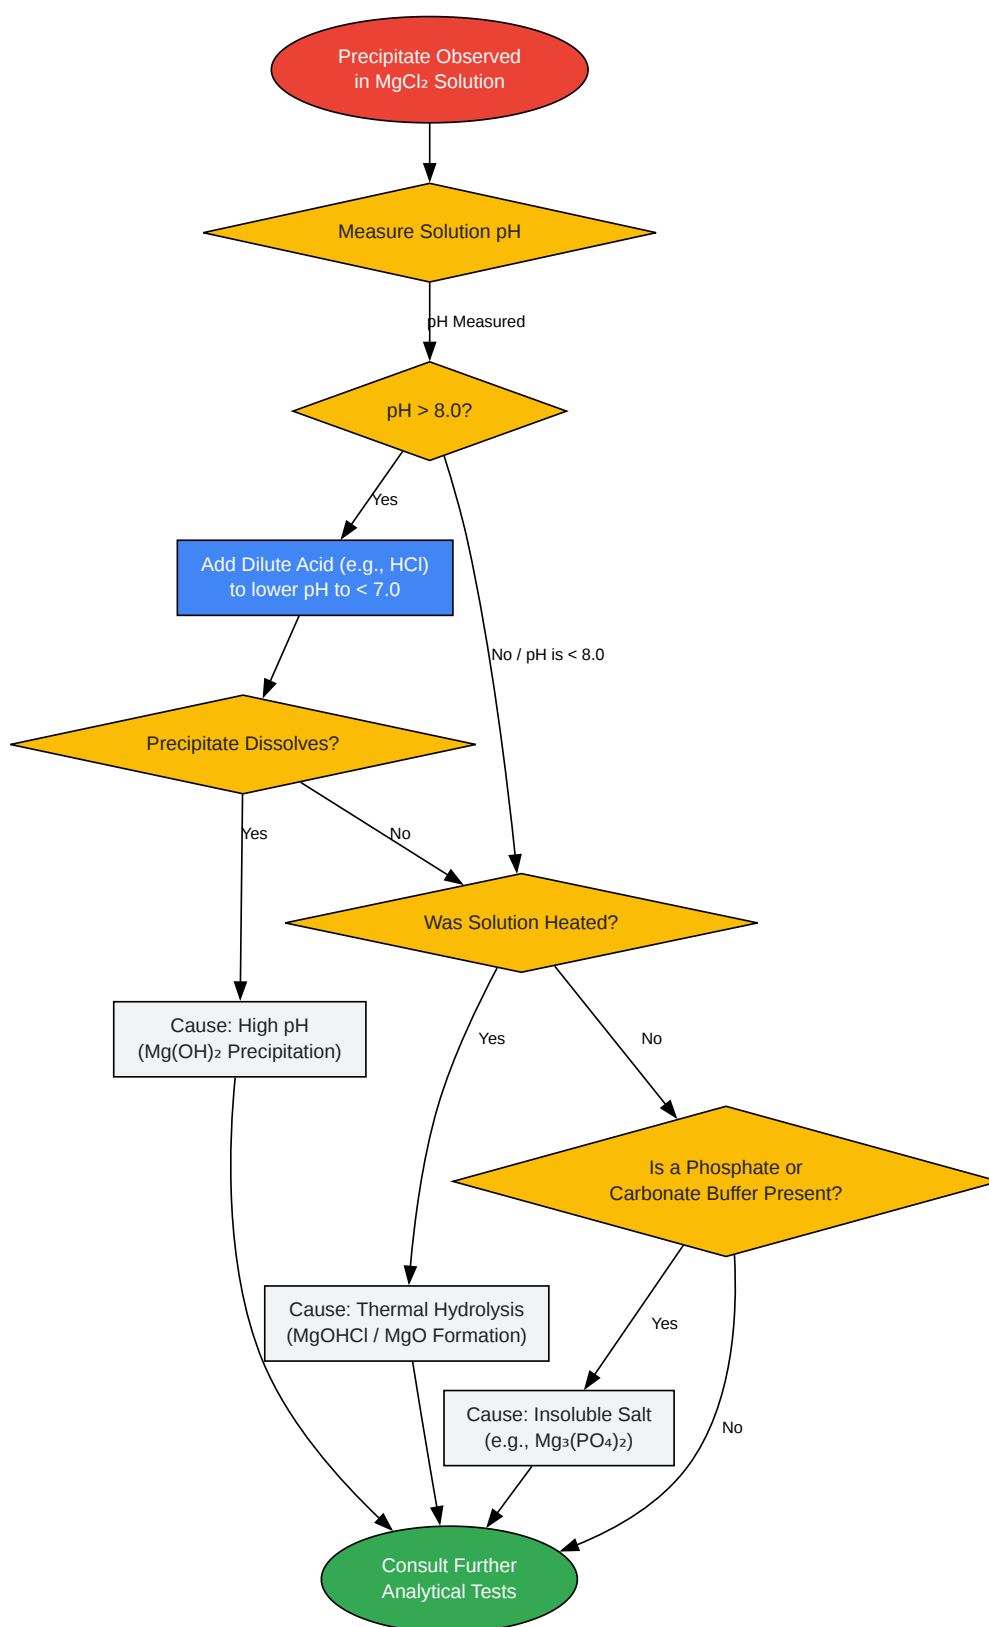 Precipitate Observed
in MgCl₂ Solution
Measure Solution pH
pH Measured
pH > 8.0?
Yes
Add Dilute Acid (e.g., HCl)
to lower pH to < 7.0
No / pH is < 8.0
Precipitate Dissolves?
Yes
No
Was Solution Heated?
Cause: High pH
(Mg(OH)₂ Precipitation)
Yes
No
Is a Phosphate or
Carbonate Buffer Present?
Cause: Thermal Hydrolysis
(MgOHCl / MgO Formation)
Yes
Cause: Insoluble Salt
(e.g., Mg₃(PO₄)₂)
No
Consult Further
Analytical Tests